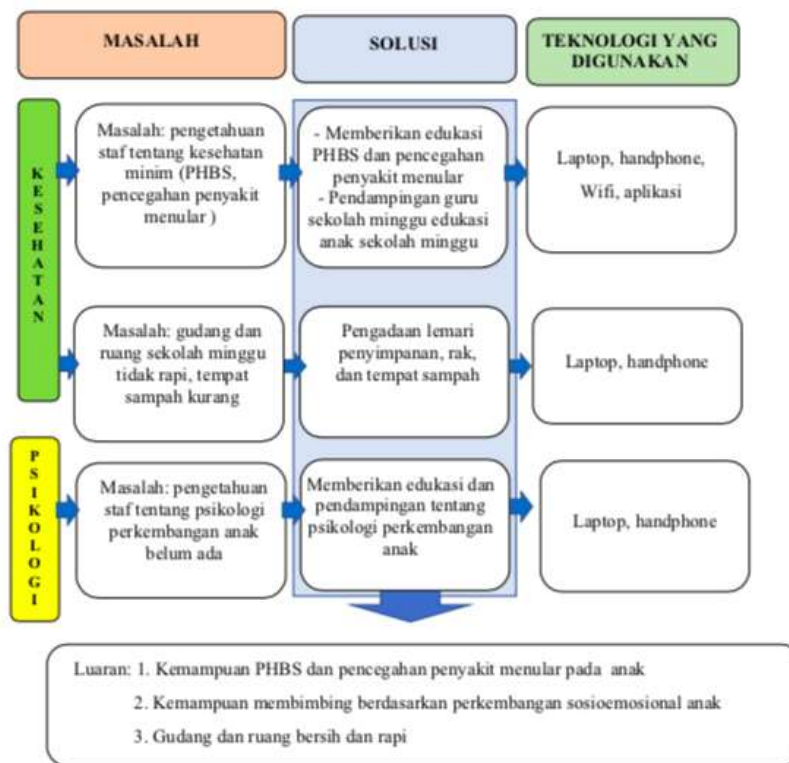 MASALAH
SOLUSI
TEKNOLOGI YANG
DIGUNAKAN
KESEHATAN
Masalah: pengetahuan
staf tentang kesehatan
minim (PHBS,
pencegahan penyakit
menular )
- Memberikan edukasi
PHBS dan pencegahan
penyakit menular
- Pendampingan guru
sekolah minggu edukasi
anak sekolah minggu
Laptop, handphone,
Wifi, aplikasi
Masalah: gudang dan
ruang sekolah minggu
tidak rapi, tempat
sampah kurang
Pengadaan lemari
penyimpanan, rak,
dan tempat sampah
Laptop, handphone
PSIKOLOGI
Masalah: pengetahuan
staf tentang psikologi
perkembangan anak
belum ada
Memberikan edukasi dan
pendampingan tentang
psikologi perkembangan
anak
Laptop, handphone
Luaran: 1. Kemampuan PHBS dan pencegahan penyakit menular pada anak
2. Kemampuan membimbing berdasarkan perkembangan sosioemosional anak
3. Gudang dan ruang bersih dan rapi